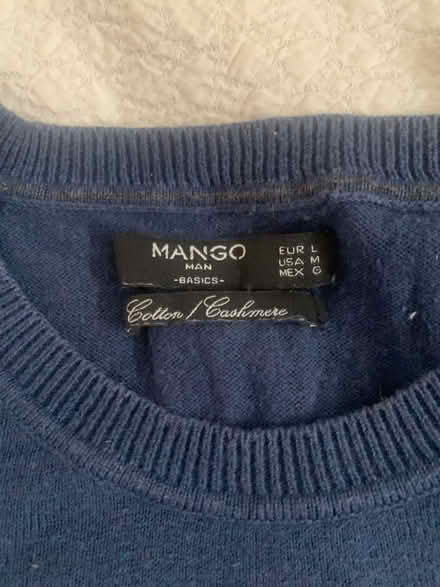 MANGO
MAN
-BASICS-
EUR L
USA M
MEX G
Cotton / Cashmere